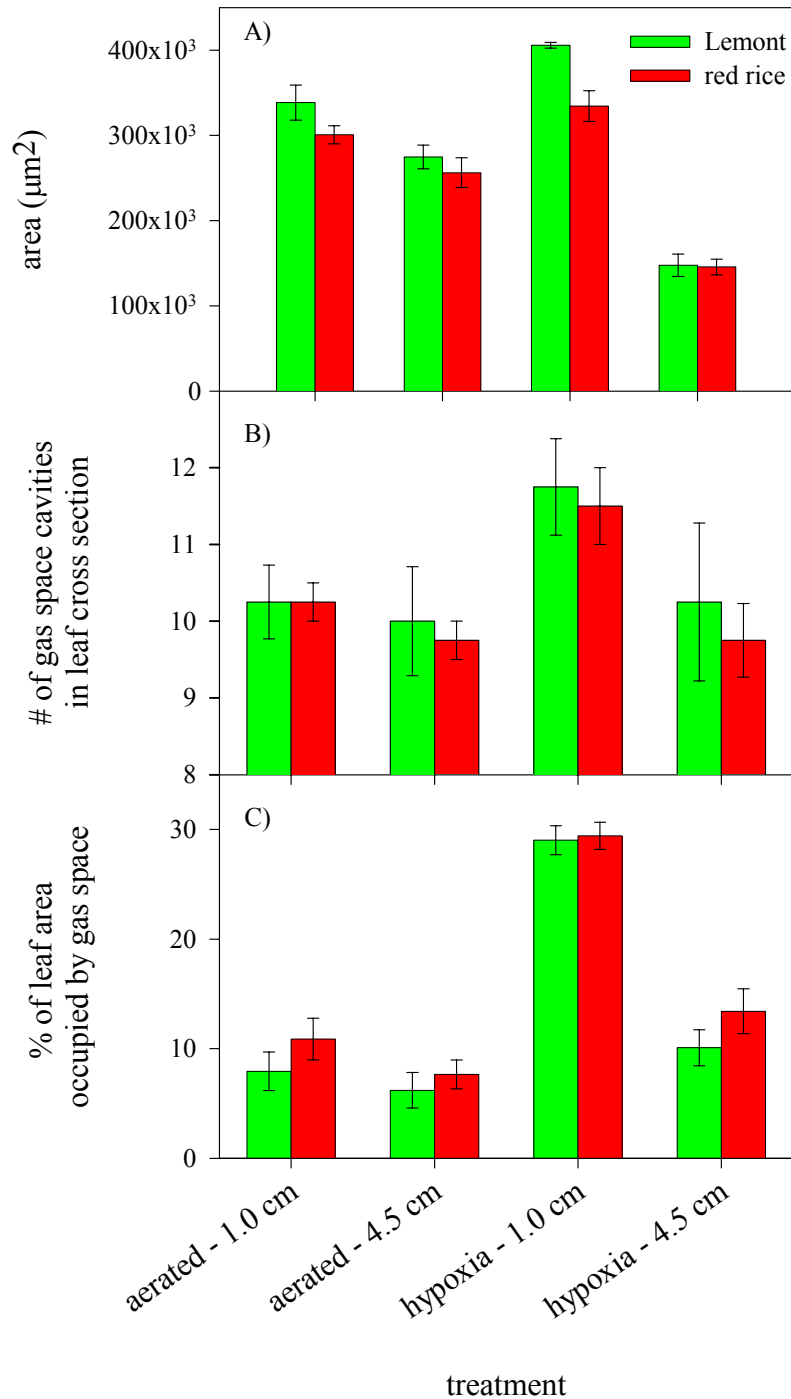 A)
Lemont
red rice
400x10³
300x10³
200x10³
100x10³
0
area (μm²)
B)
12
11
10
9
8
# of gas space cavities
in leaf cross section
C)
30
20
10
0
% of leaf area
occupied by gas space
aerated - 1.0 cm
aerated - 4.5 cm
hypoxia - 1.0 cm
hypoxia - 4.5 cm
treatment